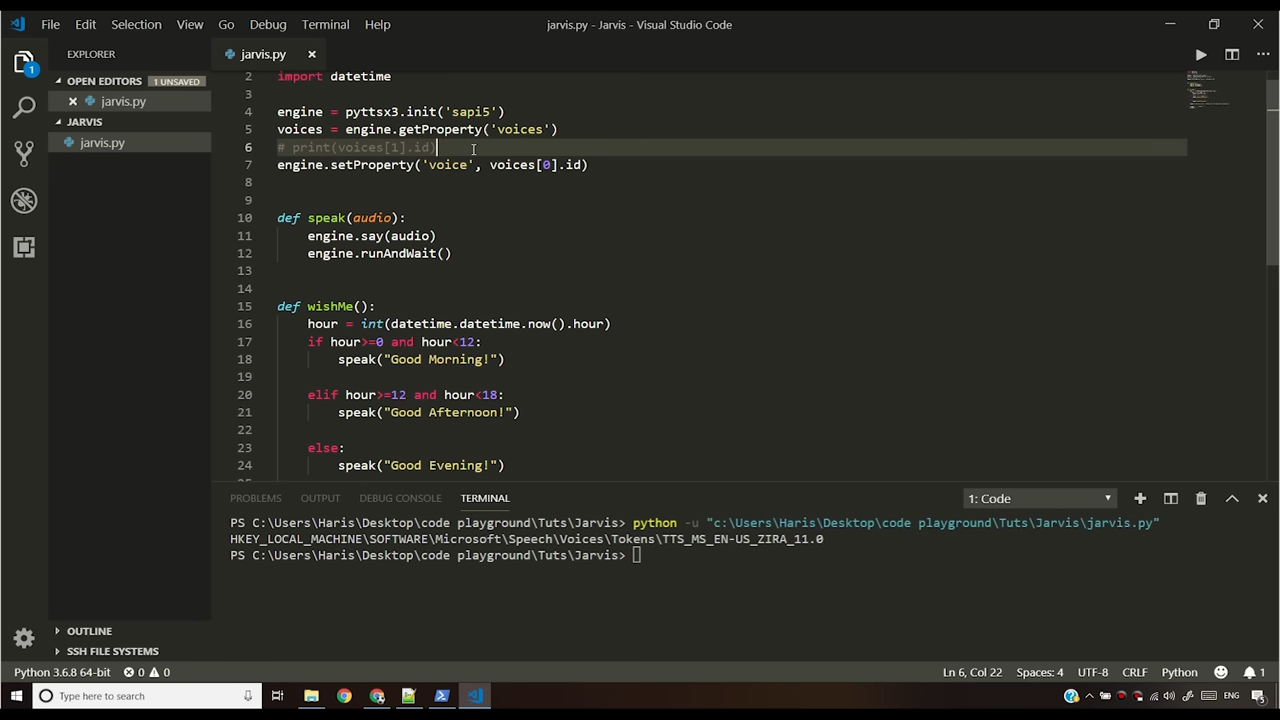 File Edit Selection View Go Debug Terminal Help
jarvis.py - Jarvis - Visual Studio Code
EXPLORER
OPEN EDITORS 1 UNSAVED
jarvis.py
JARVIS
jarvis.py
OUTLINE
SSH FILE SYSTEMS
1
jarvis.py
2 import datetime
3
4 engine = pyttsx3.init('sapi5')
5 voices = engine.getProperty('voices')
6 # print(voices[1].id)
7 engine.setProperty('voice', voices[0].id)
8
9
10 def speak(audio):
11 engine.say(audio)
12 engine.runAndWait()
13
14
15 def wishMe():
16 hour = int(datetime.datetime.now().hour)
17 if hour>=0 and hour<12:
18 speak("Good Morning!")
19
20 elif hour>=12 and hour<18:
21 speak("Good Afternoon!")
22
23 else:
24 speak("Good Evening!")
PROBLEMS OUTPUT DEBUG CONSOLE TERMINAL 1: Code
PS C:\Users\Haris\Desktop\code playground\Tuts\Jarvis> python -u "c:\Users\Haris\Desktop\code playground\Tuts\Jarvis\jarvis.py"
HKEY_LOCAL_MACHINE\SOFTWARE\Microsoft\Speech\Voices\Tokens\TTS_MS_EN-US_ZIRA_11.0
PS C:\Users\Haris\Desktop\code playground\Tuts\Jarvis>
Python 3.6.8 64-bit 0 0 Ln 6, Col 22 Spaces: 4 UTF-8 CRLF Python 1
Type here to search ENG 5